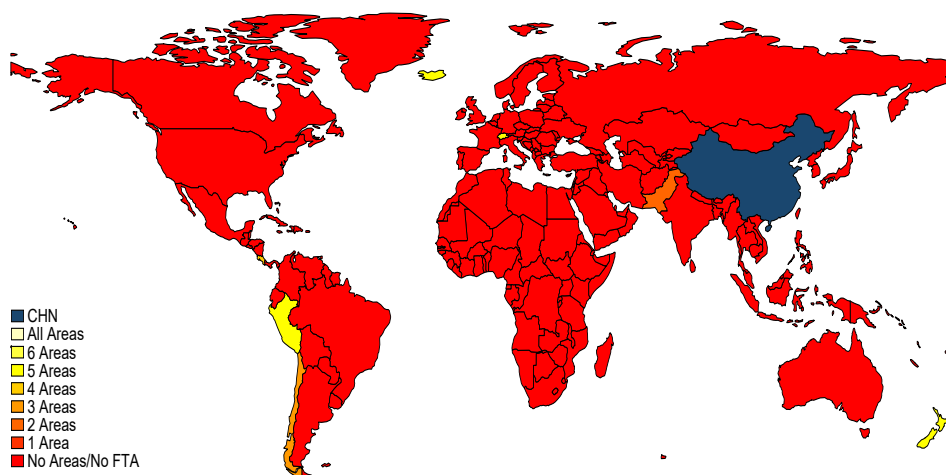 CHN
All Areas
6 Areas
5 Areas
4 Areas
3 Areas
2 Areas
1 Area
No Areas/No FTA